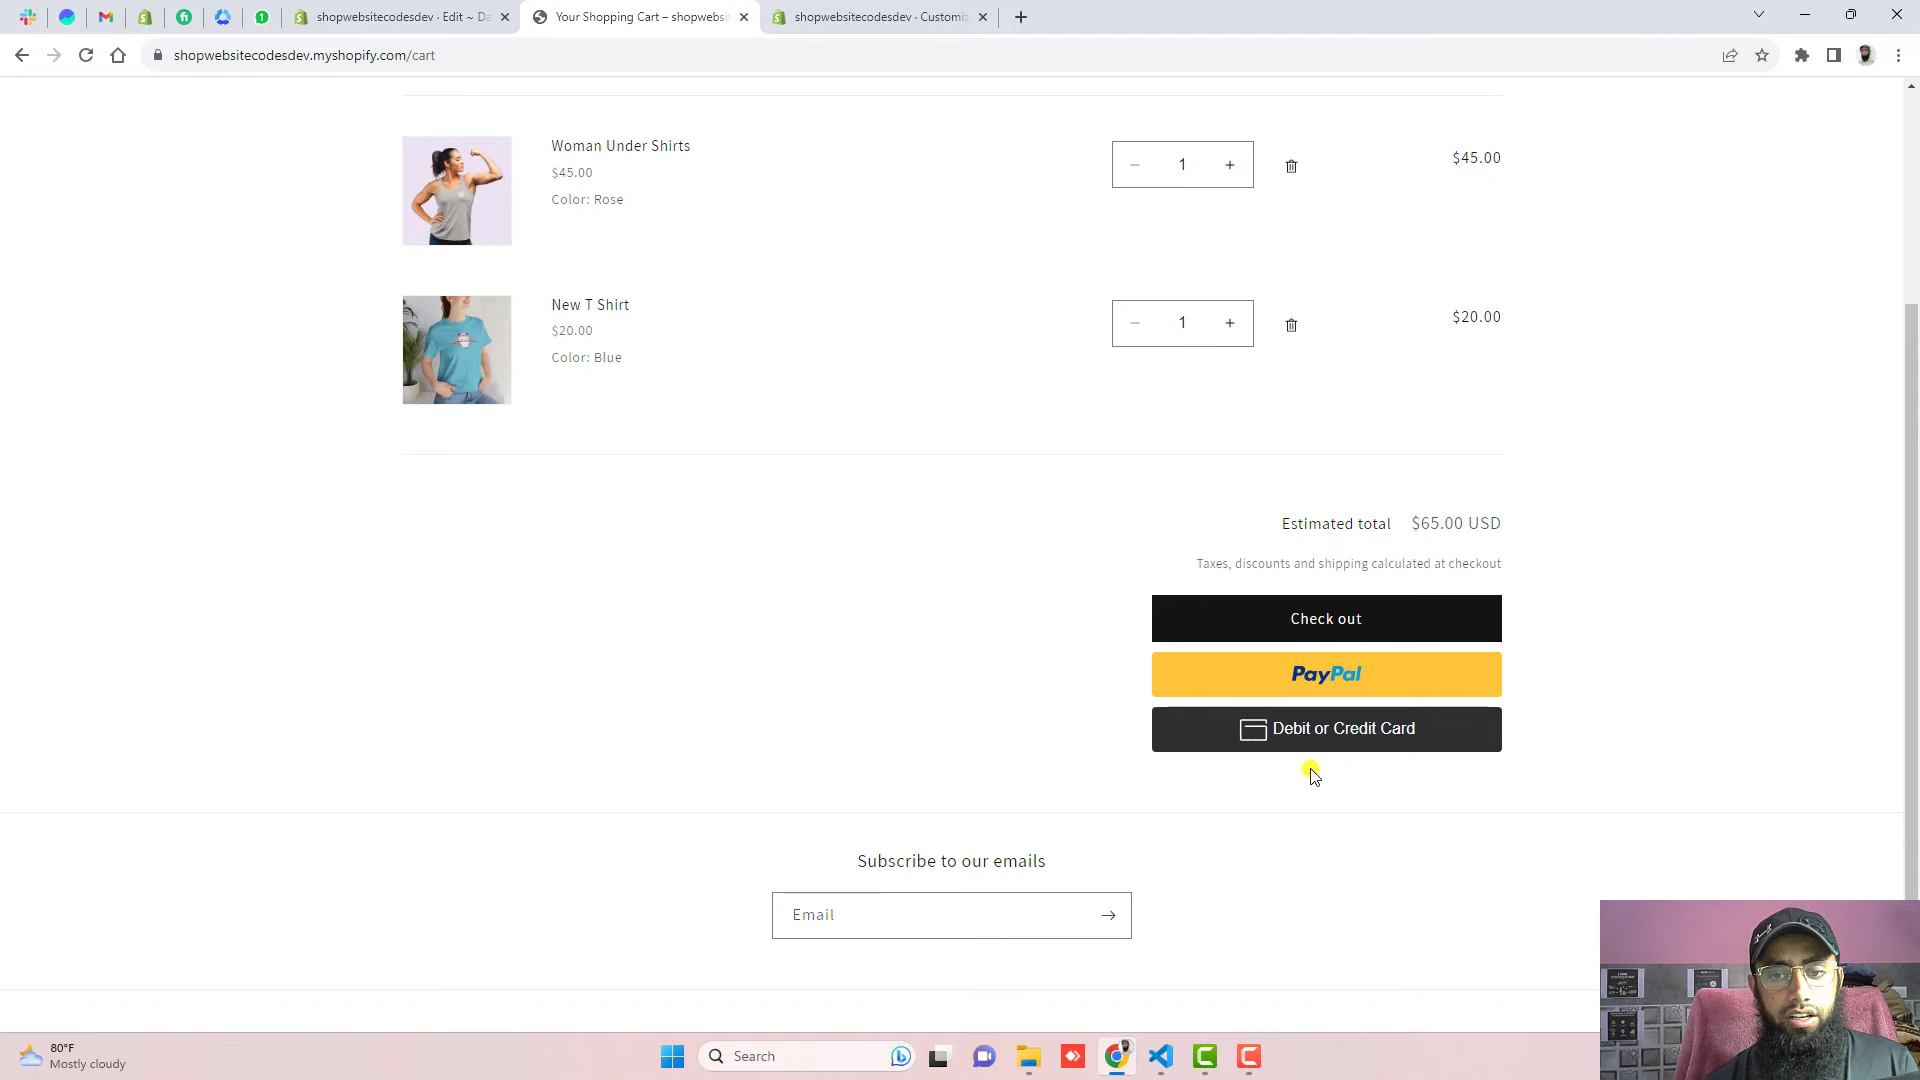 shopwebsitecodesdev · Edit ~ Da
Your Shopping Cart – shopwebsit
shopwebsitecodesdev · Customiz
shopwebsitecodesdev.myshopify.com/cart
Woman Under Shirts
$45.00
Color: Rose
− 1 +
$45.00
New T Shirt
$20.00
Color: Blue
− 1 +
$20.00
Estimated total $65.00 USD
Taxes, discounts and shipping calculated at checkout
Check out
PayPal
Debit or Credit Card
Subscribe to our emails
Email
80°F
Mostly cloudy
Search